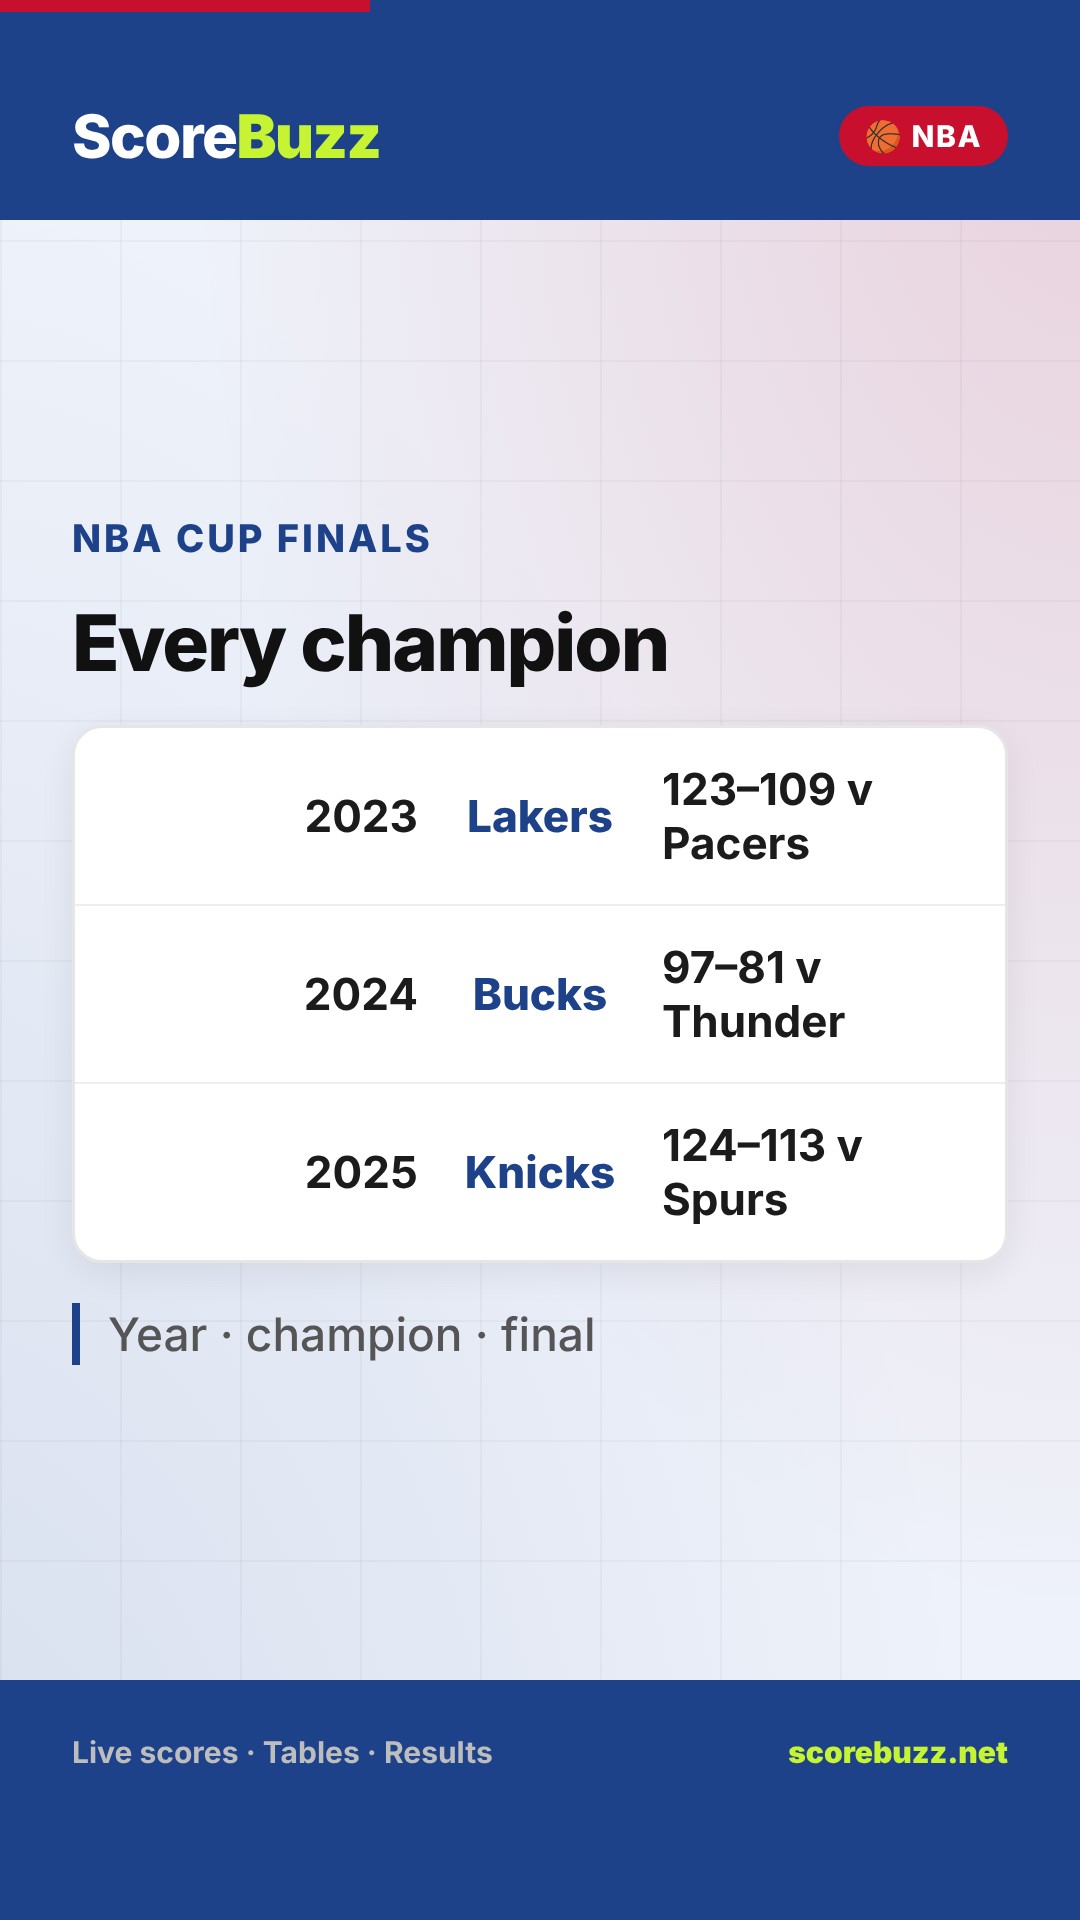 ScoreBuzz
🏀 NBA
NBA CUP FINALS
Every champion
2023 Lakers 123–109 v Pacers
2024 Bucks 97–81 v Thunder
2025 Knicks 124–113 v Spurs
Year · champion · final
Live scores · Tables · Results
scorebuzz.net